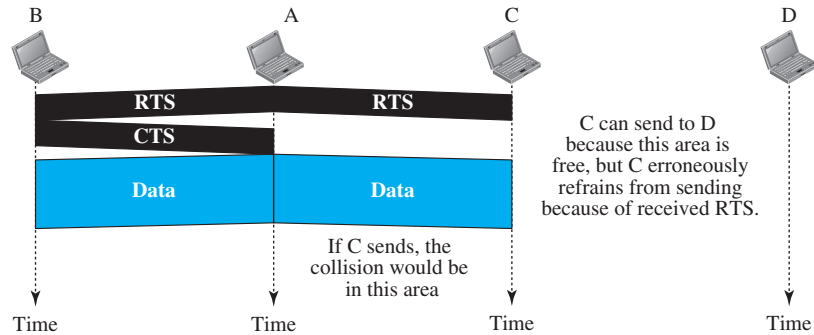 B
A
C
D
RTS
RTS
CTS
Data
Data
C can send to D
because this area is
free, but C erroneously
refrains from sending
because of received RTS.
If C sends, the
collision would be
in this area
Time
Time
Time
Time